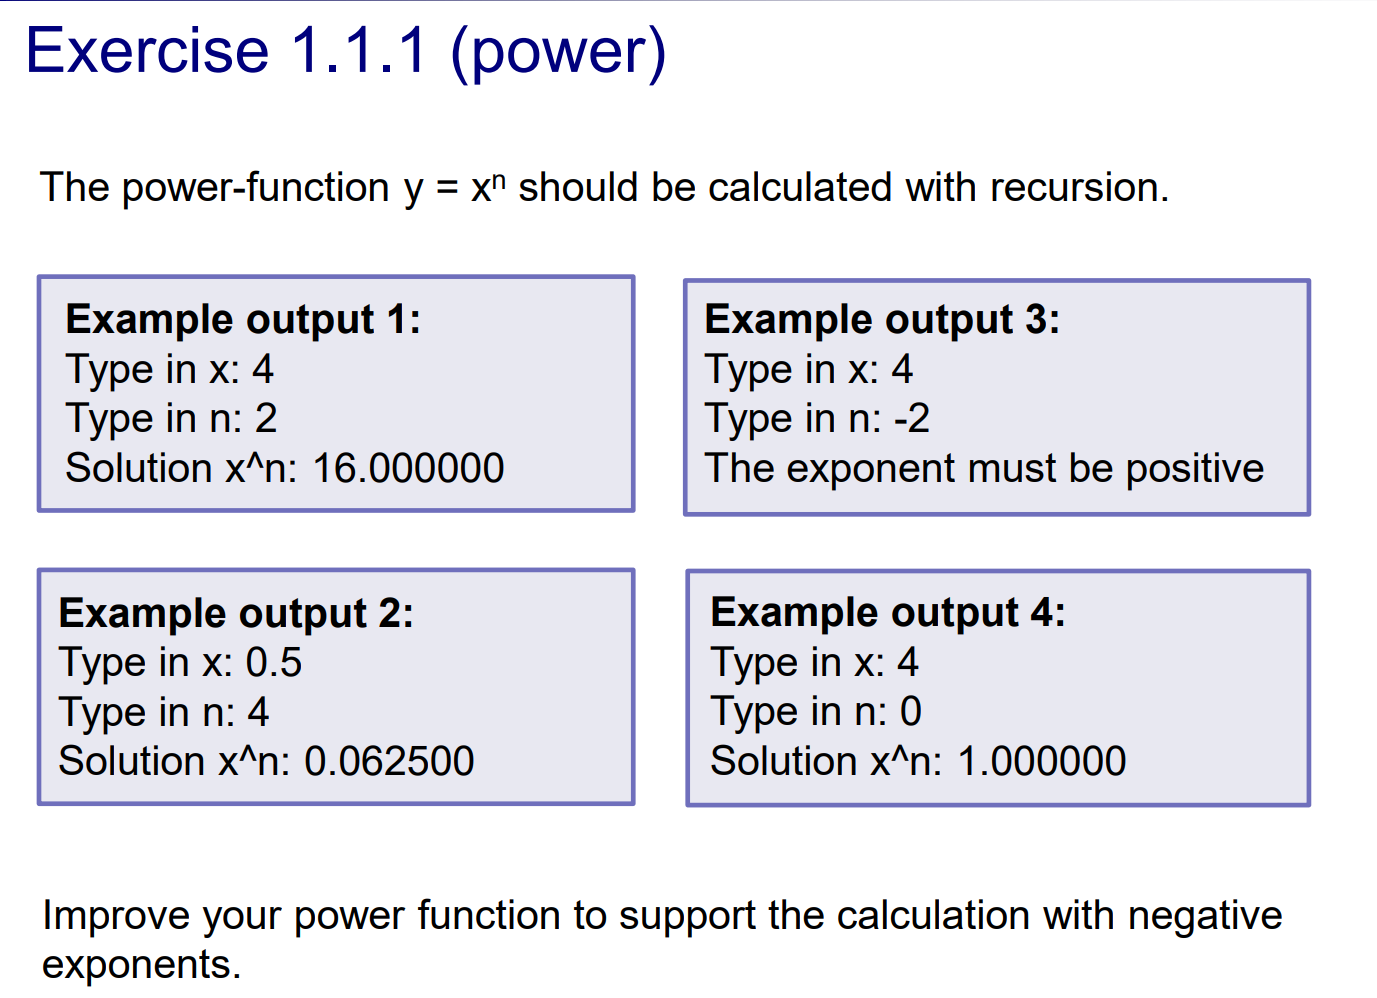 Exercise 1.1.1 (power)
The power-function y = xⁿ should be calculated with recursion.
Example output 1:
Type in x: 4
Type in n: 2
Solution x^n: 16.000000
Example output 3:
Type in x: 4
Type in n: -2
The exponent must be positive
Example output 2:
Type in x: 0.5
Type in n: 4
Solution x^n: 0.062500
Example output 4:
Type in x: 4
Type in n: 0
Solution x^n: 1.000000
Improve your power function to support the calculation with negative
exponents.